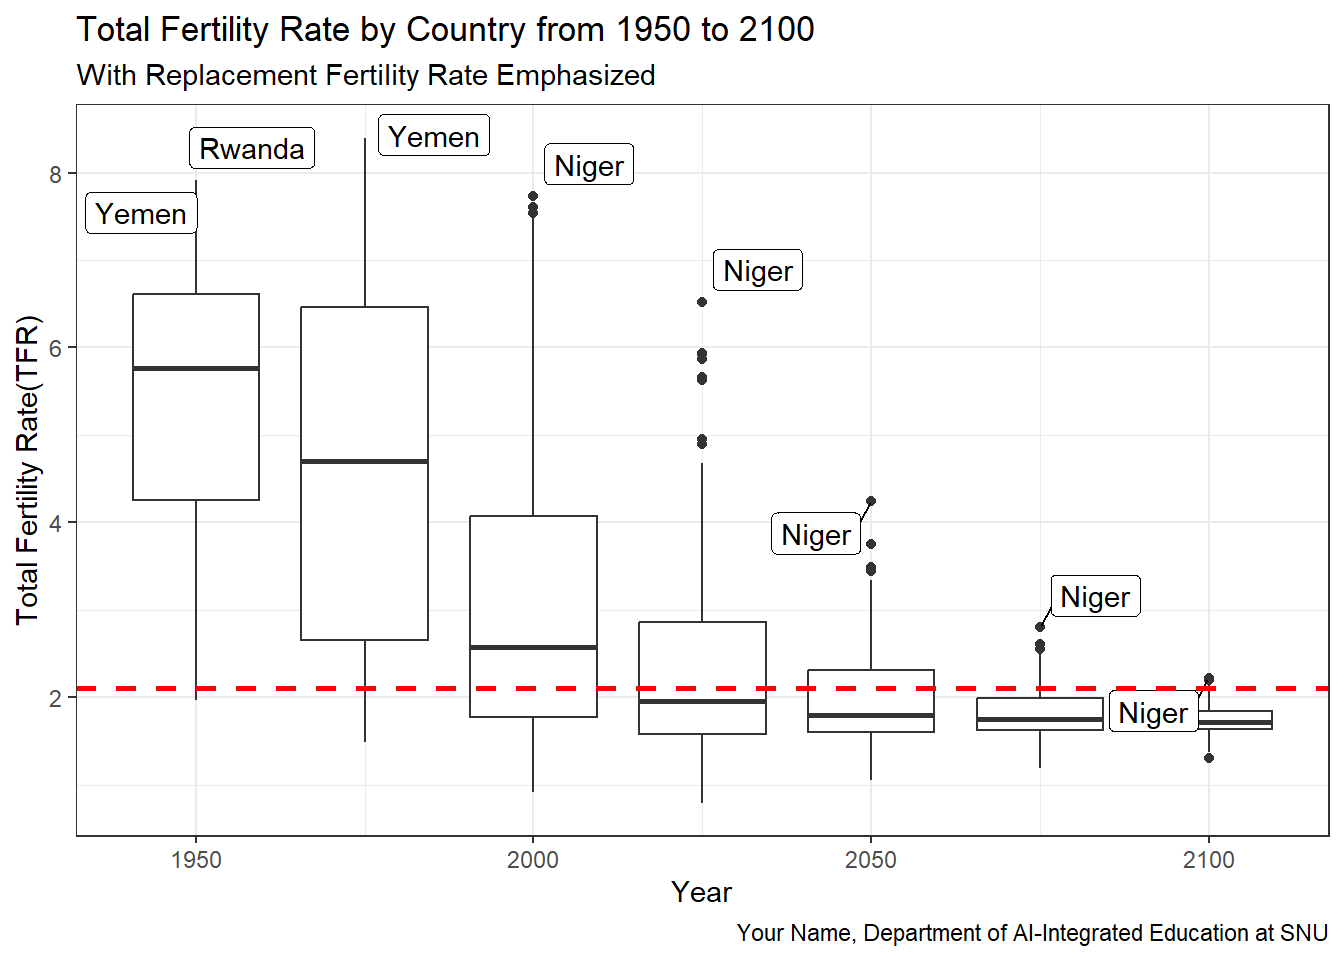 Total Fertility Rate by Country from 1950 to 2100
With Replacement Fertility Rate Emphasized
Yemen
Rwanda
Niger
8
Yemen
Niger
6
Total Fertility Rate(TFR)
4
Niger
Niger
2
Niger
1950
2000
2050
2100
Year
Your Name, Department of AI-Integrated Education at SNU